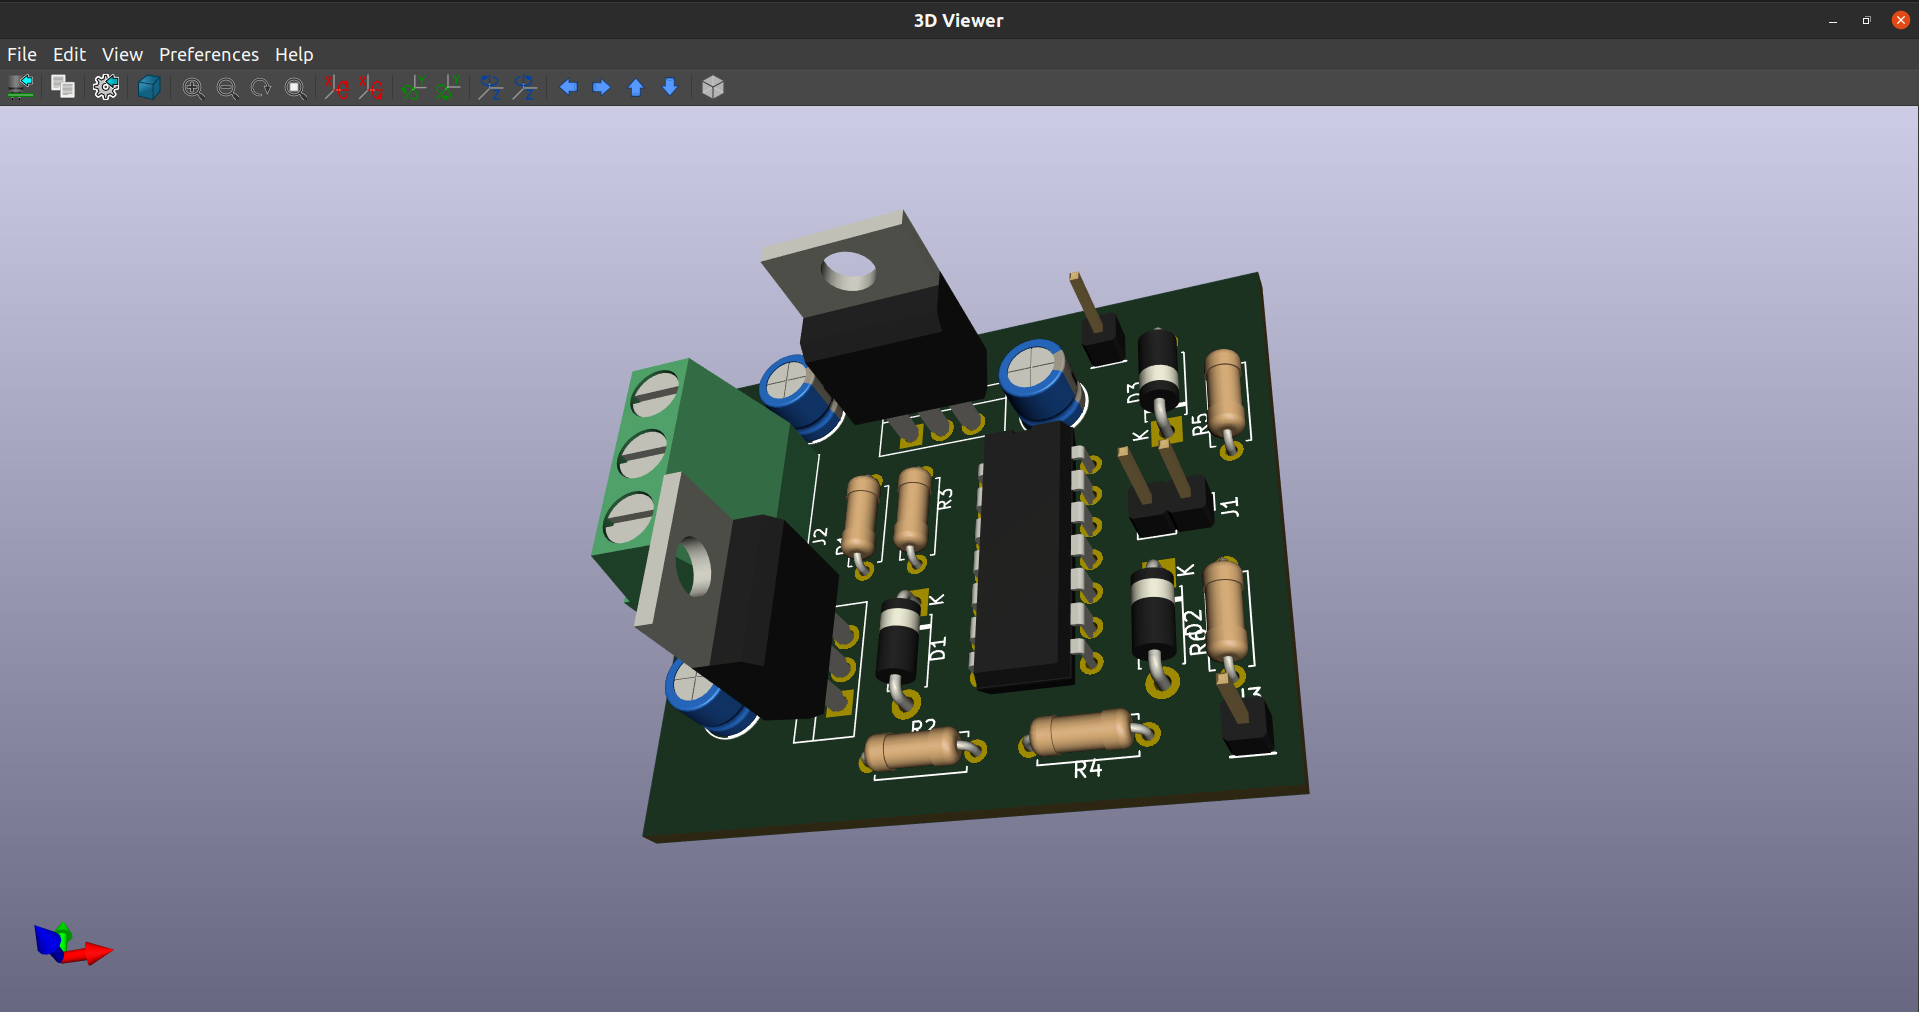 3D Viewer
File Edit View Preferences Help
D3
K
R5
R3
J1
J2
K
K
D2
D1
R2
R4